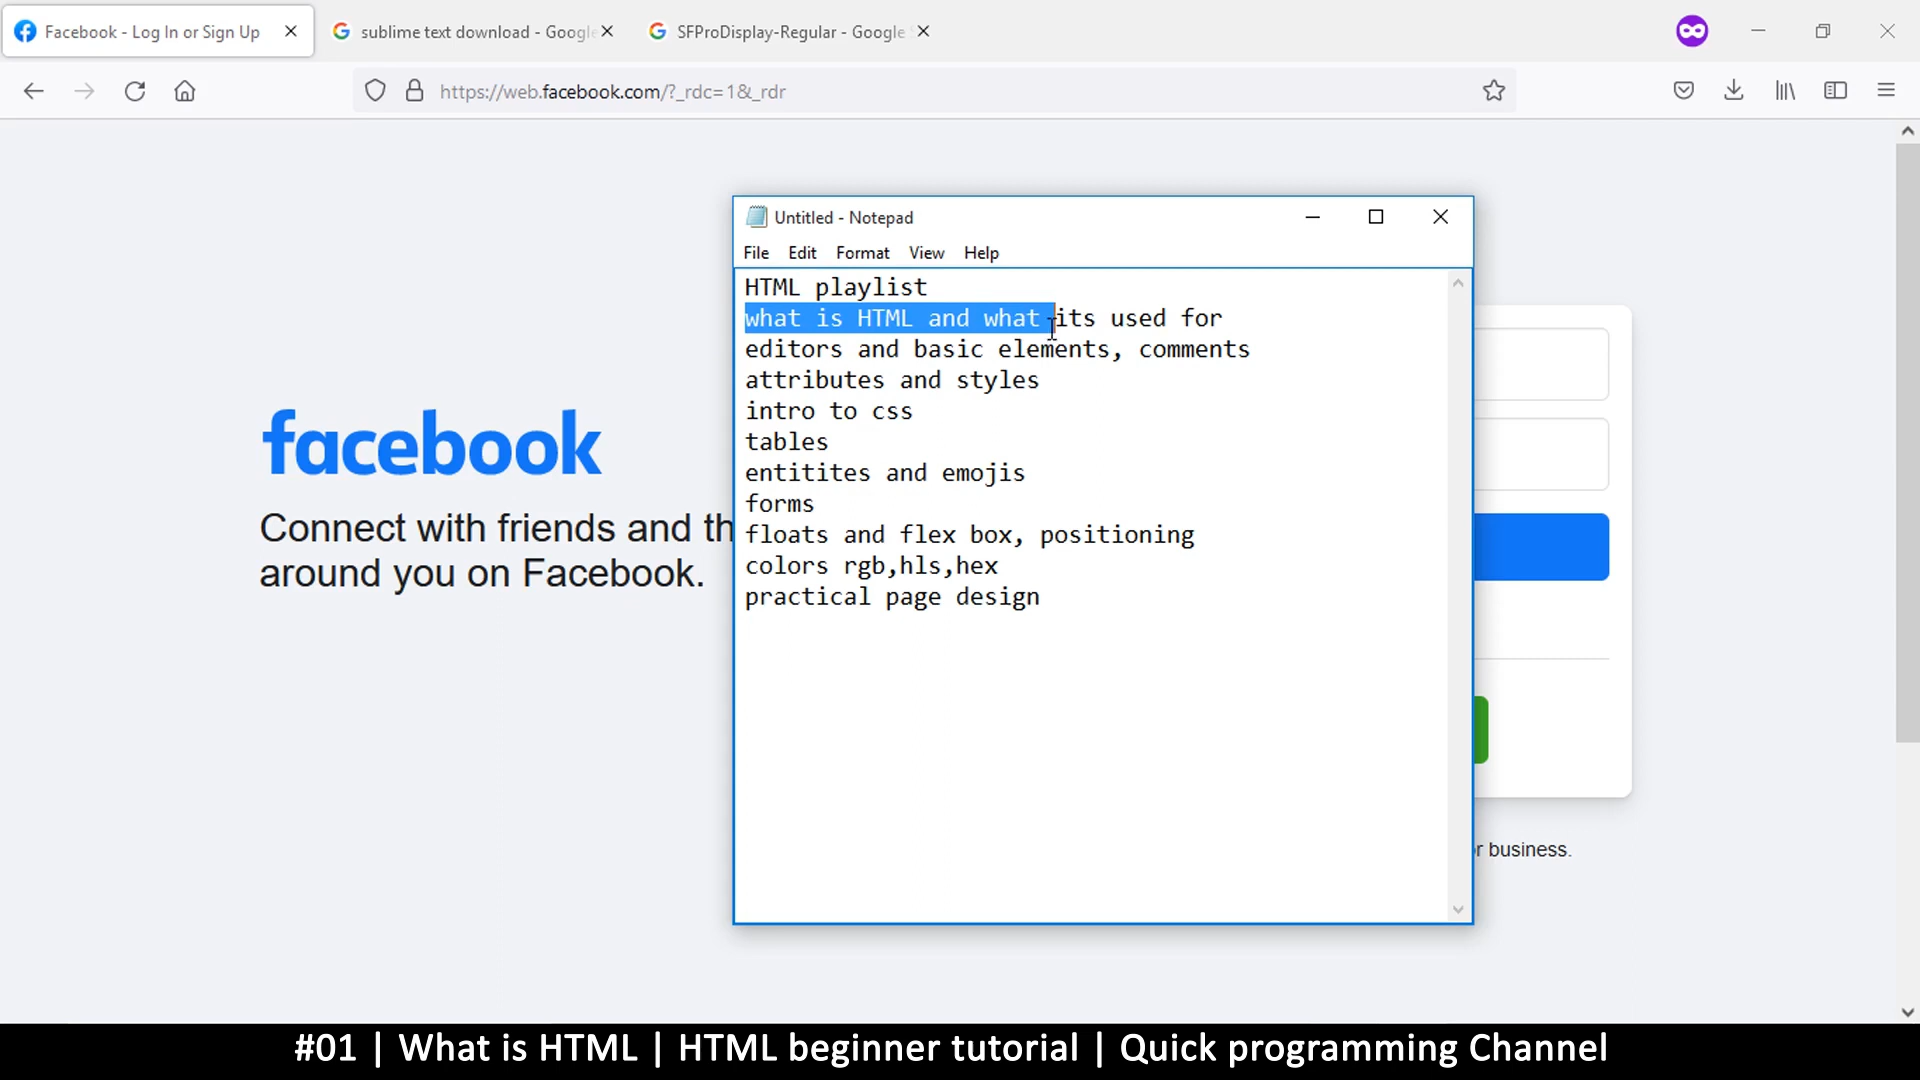 Facebook - Log In or Sign Up
sublime text download - Google
SFProDisplay-Regular - Google
https://web.facebook.com/?_rdc=1&_rdr
Untitled - Notepad
File Edit Format View Help
HTML playlist
what is HTML and what its used for
editors and basic elements, comments
attributes and styles
intro to css
tables
entitites and emojis
forms
floats and flex box, positioning
colors rgb,hls,hex
practical page design
facebook
Connect with friends and th
around you on Facebook.
r business.
#01 | What is HTML | HTML beginner tutorial | Quick programming Channel